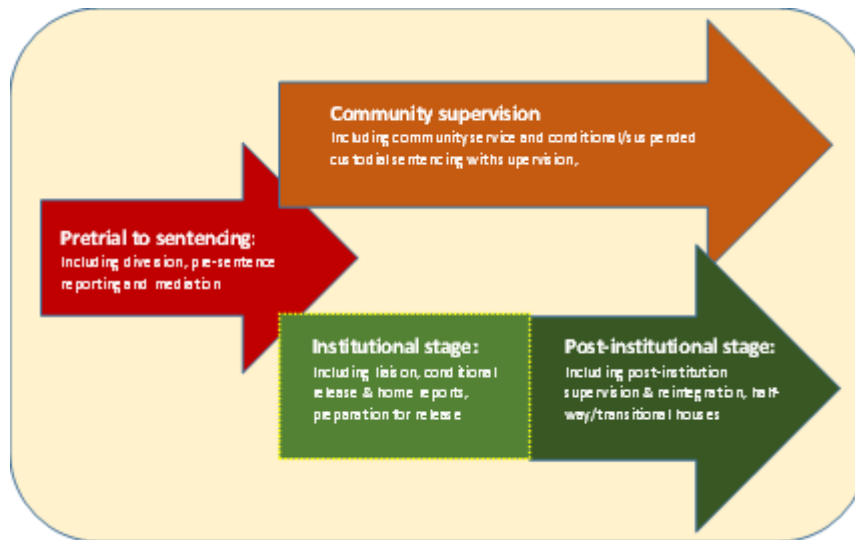 Community supervision
Including community service and conditional/suspended
custodial sentencing with supervision,
Pretrial to sentencing:
Including diversion, pre-sentence
reporting and mediation
Institutional stage:
Including liaison, conditional
release & home reports,
preparation for release
Post-institutional stage:
Including post-institution
supervision & reintegration, half-
way/transitional houses